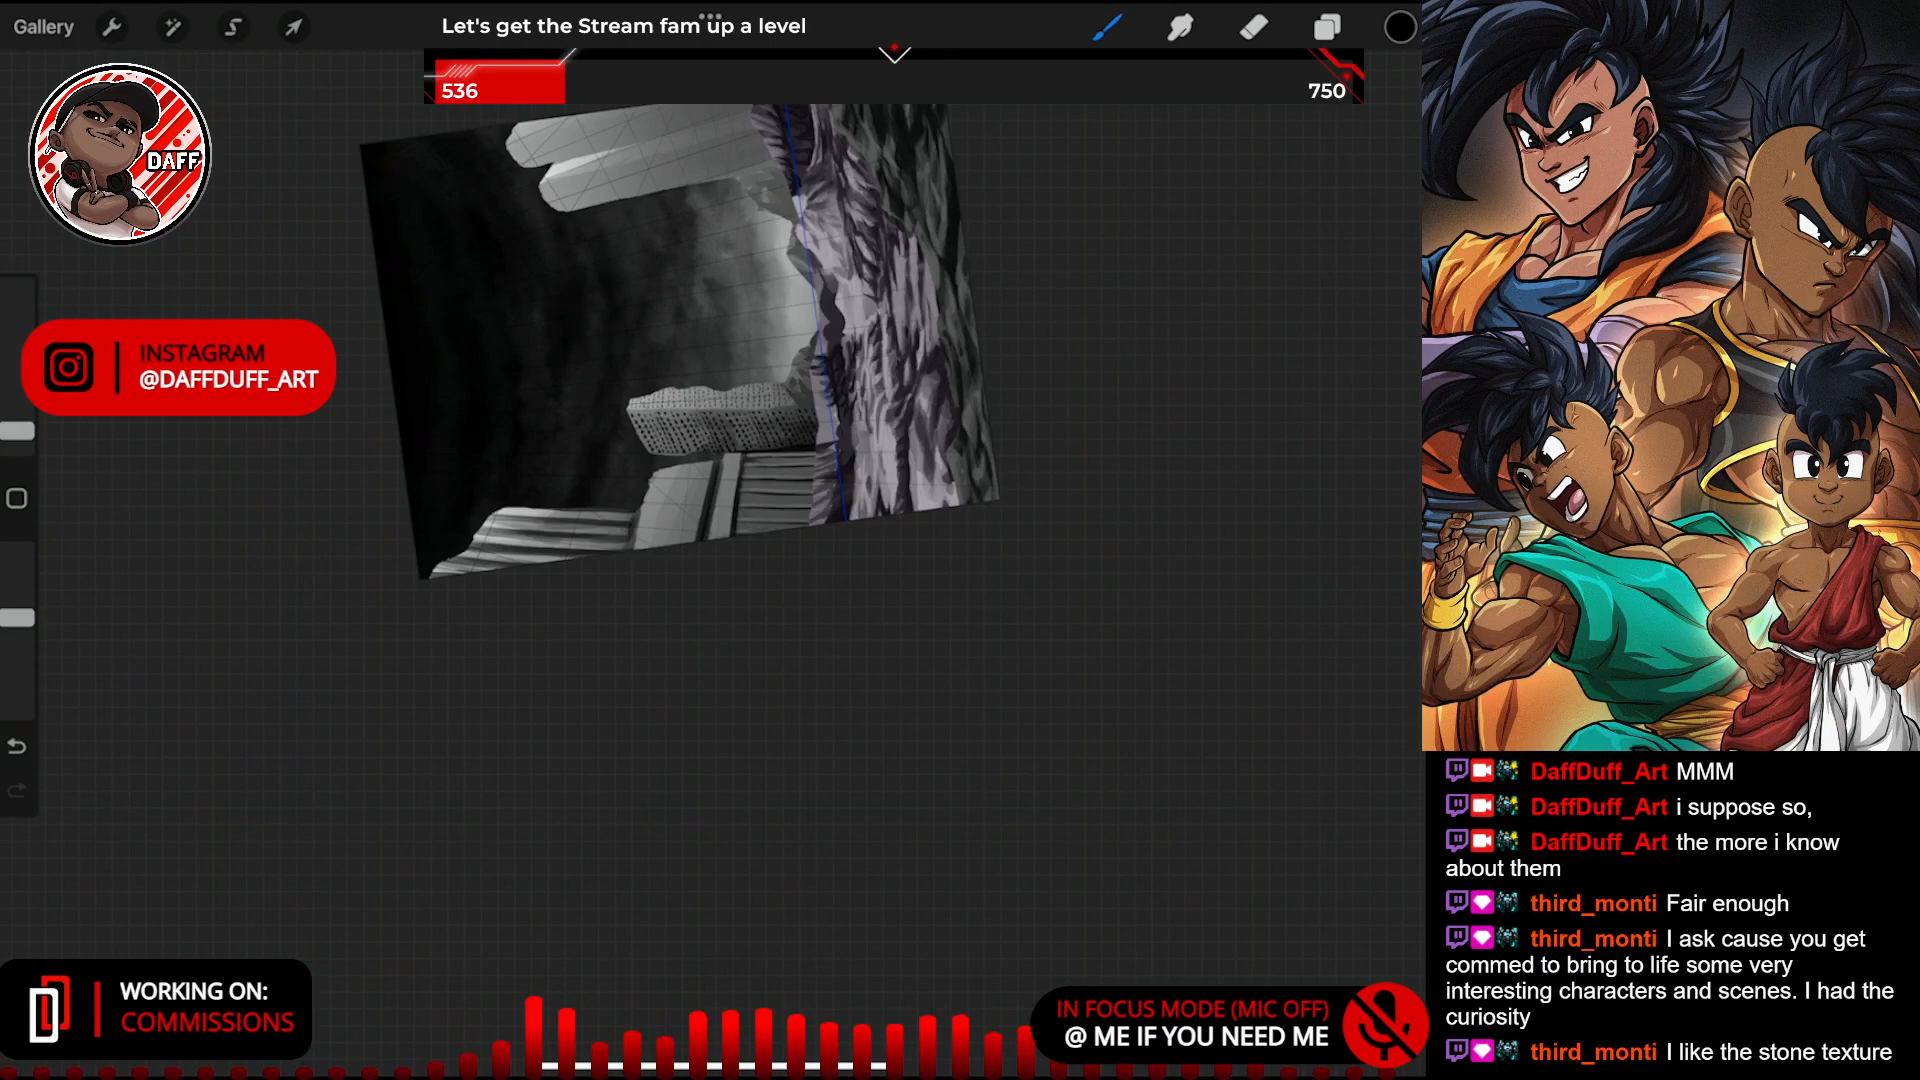 Gallery
Let's get the Stream fam up a level
536
750
DAFF
INSTAGRAM
@DAFFDUFF_ART
WORKING ON:
COMMISSIONS
IN FOCUS MODE (MIC OFF)
@ ME IF YOU NEED ME
DaffDuff_Art MMM
DaffDuff_Art i suppose so,
DaffDuff_Art the more i know
about them
third_monti Fair enough
third_monti I ask cause you get
commed to bring to life some very
interesting characters and scenes. I had the
curiosity
third_monti I like the stone texture